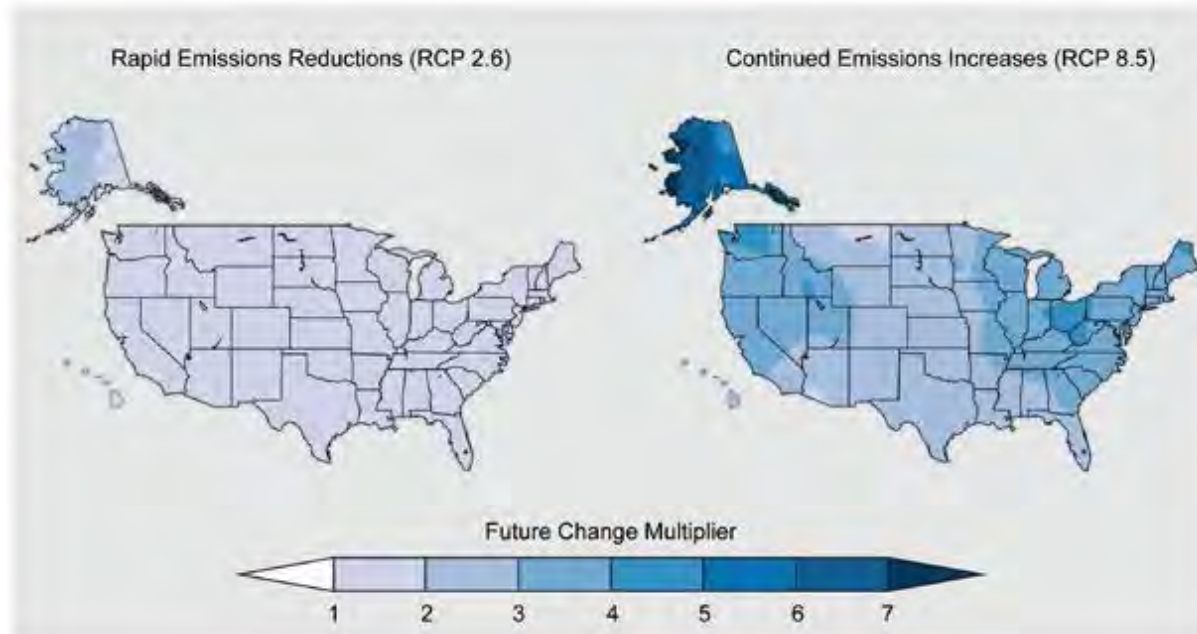 Rapid Emissions Reductions (RCP 2.6)
Continued Emissions Increases (RCP 8.5)
Future Change Multiplier
1 2 3 4 5 6 7